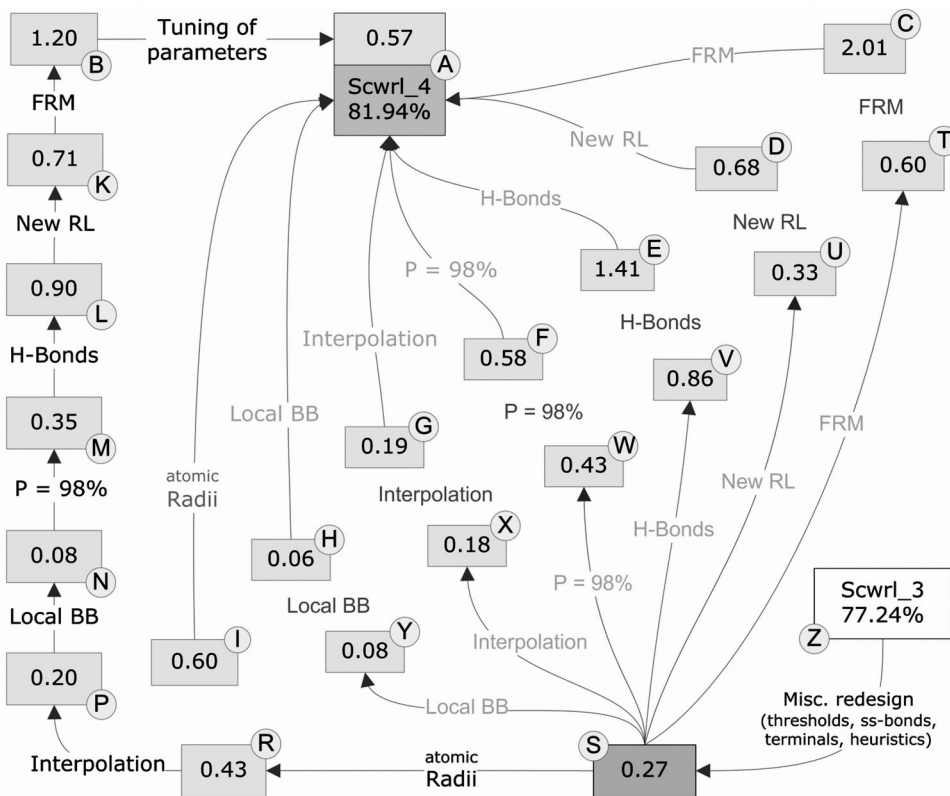 1.20
B
Tuning of
parameters
0.57
A
Scwrl_4
81.94%
FRM
2.01
C
FRM
FRM
0.71
K
New RL
0.68
D
0.60
T
New RL
H-Bonds
New RL
0.90
L
P = 98%
1.41
E
0.33
U
H-Bonds
Interpolation
0.58
F
H-Bonds
0.86
V
0.35
M
Local BB
0.19
G
P = 98%
FRM
P = 98%
atomic
Radii
Interpolation
0.43
W
New RL
0.08
N
0.06
H
0.18
X
H-Bonds
P = 98%
Local BB
Local BB
Scwrl_3
77.24%
Z
0.20
P
0.60
I
0.08
Y
Interpolation
Local BB
Misc. redesign
(thresholds, ss-bonds,
terminals, heuristics)
Interpolation
0.43
R
atomic
Radii
0.27
S